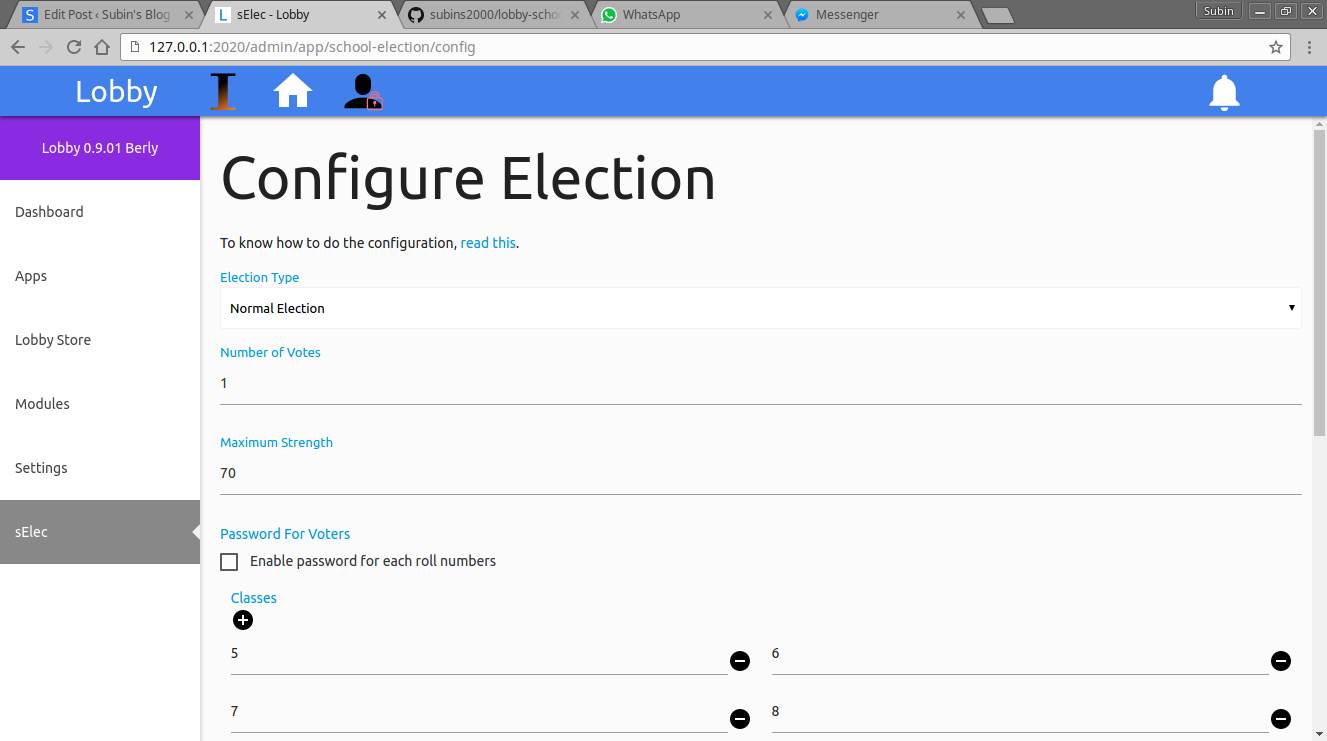 Edit Post ‹ Subin's Blog
sElec - Lobby
subins2000/lobby-schoo
WhatsApp
Messenger
Subin
127.0.0.1:2020/admin/app/school-election/config
Lobby
Lobby 0.9.01 Berly
Dashboard
Apps
Lobby Store
Modules
Settings
sElec
Configure Election
To know how to do the configuration, read this.
Election Type
Normal Election
Number of Votes
1
Maximum Strength
70
Password For Voters
Enable password for each roll numbers
Classes
5
6
7
8